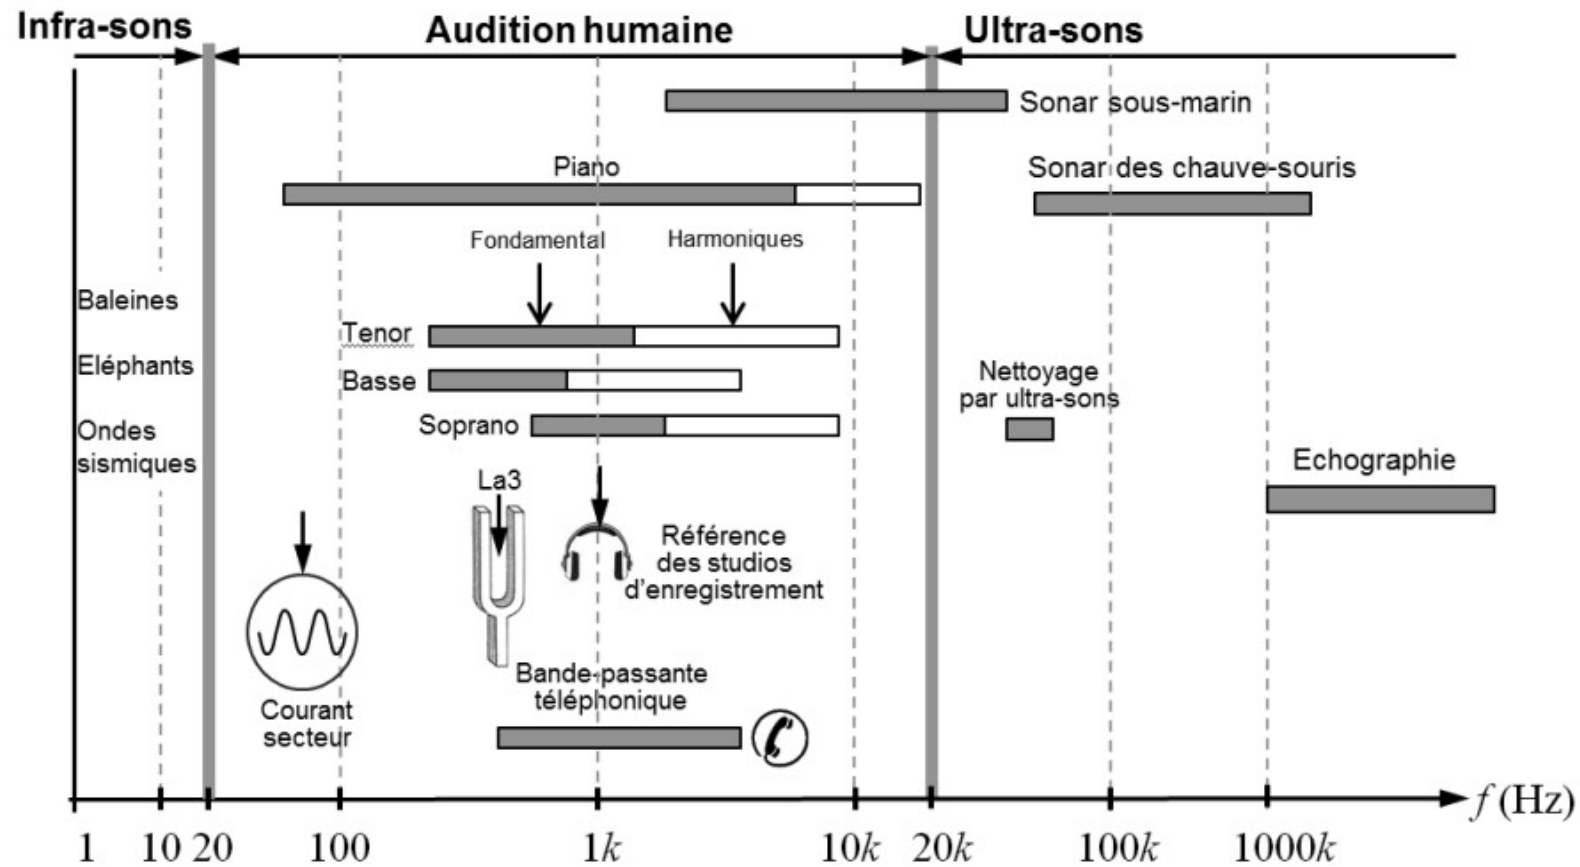 Infra-sons
Audition humaine
Ultra-sons
Sonar sous-marin
Piano
Sonar des chauve-souris
Fondamental
Harmoniques
Baleines
Tenor
Eléphants
Basse
Nettoyage
par ultra-sons
Soprano
Ondes
sismiques
Echographie
La3
Référence
des studios
d'enregistrement
Bande-passante
téléphonique
Courant
secteur
f (Hz)
1 10 20 100 1k 10k 20k 100k 1000k